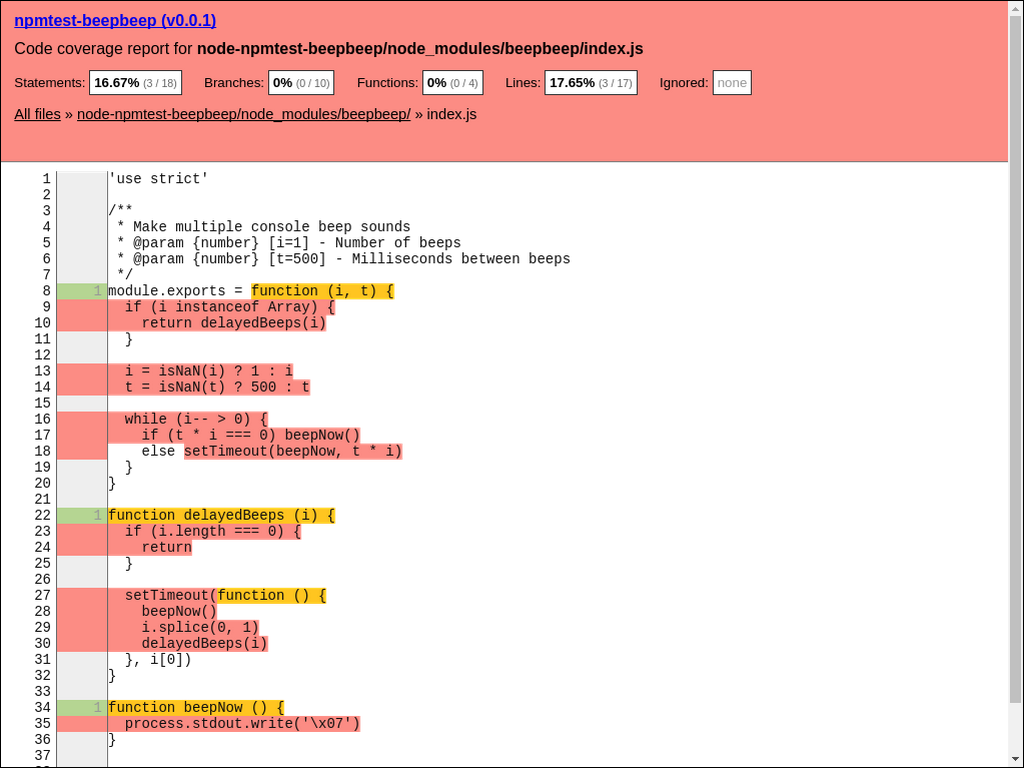 npmtest-beepbeep (v0.0.1)
Code coverage report for node-npmtest-beepbeep/node_modules/beepbeep/index.js
Statements: 16.67% (3 / 18) Branches: 0% (0 / 10) Functions: 0% (0 / 4) Lines: 17.65% (3 / 17) Ignored: none
All files » node-npmtest-beepbeep/node_modules/beepbeep/ » index.js
1 'use strict'
2
3 /**
4  * Make multiple console beep sounds
5  * @param {number} [i=1] - Number of beeps
6  * @param {number} [t=500] - Milliseconds between beeps
7  */
8 1 module.exports = function (i, t) {
9   if (i instanceof Array) {
10     return delayedBeeps(i)
11   }
12
13   i = isNaN(i) ? 1 : i
14   t = isNaN(t) ? 500 : t
15
16   while (i-- > 0) {
17     if (t * i === 0) beepNow()
18     else setTimeout(beepNow, t * i)
19   }
20 }
21
22 1 function delayedBeeps (i) {
23   if (i.length === 0) {
24     return
25   }
26
27   setTimeout(function () {
28     beepNow()
29     i.splice(0, 1)
30     delayedBeeps(i)
31   }, i[0])
32 }
33
34 1 function beepNow () {
35   process.stdout.write('\x07')
36 }
37